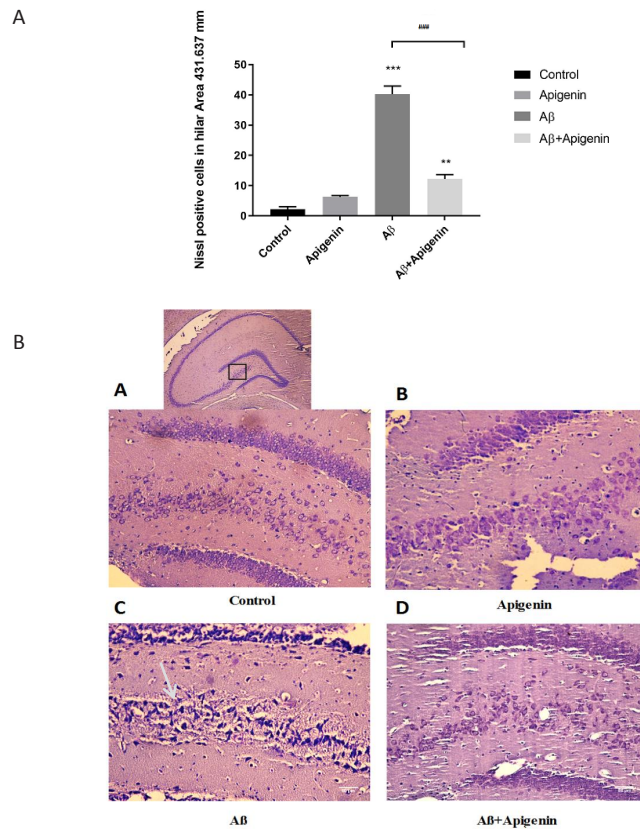 A
Nissl positive cells in hilar Area 431.637 mm
50
40
30
20
10
0
***
###
**
Control
Apigenin
Aβ
Aβ+Apigenin
Control
Apigenin
Aβ
Aβ+Apigenin
B
A
B
Control
Apigenin
C
D
Aβ
Aβ+Apigenin